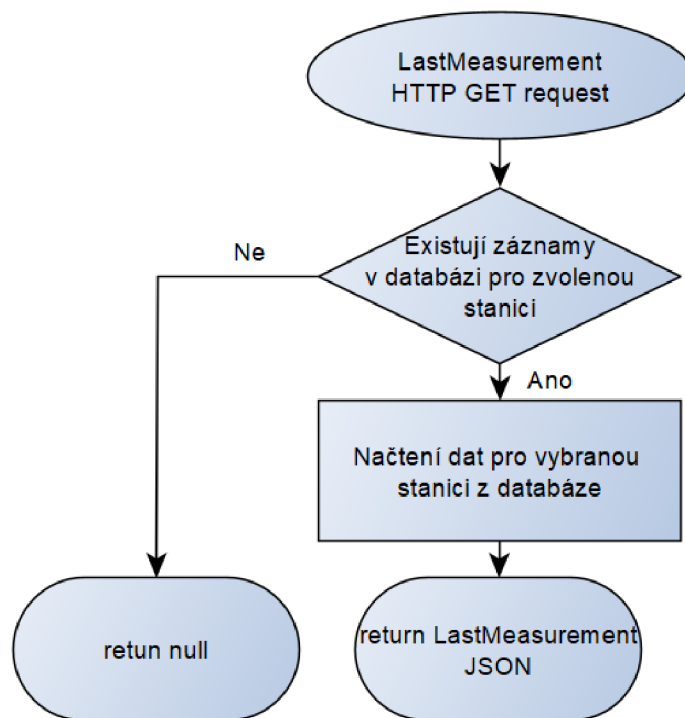 LastMeasurement
HTTP GET request
Existují záznamy
v databázi pro zvolenou
stanici
Ne
Ano
Načtení dat pro vybranou
stanici z databáze
retun null
return LastMeasurement
JSON